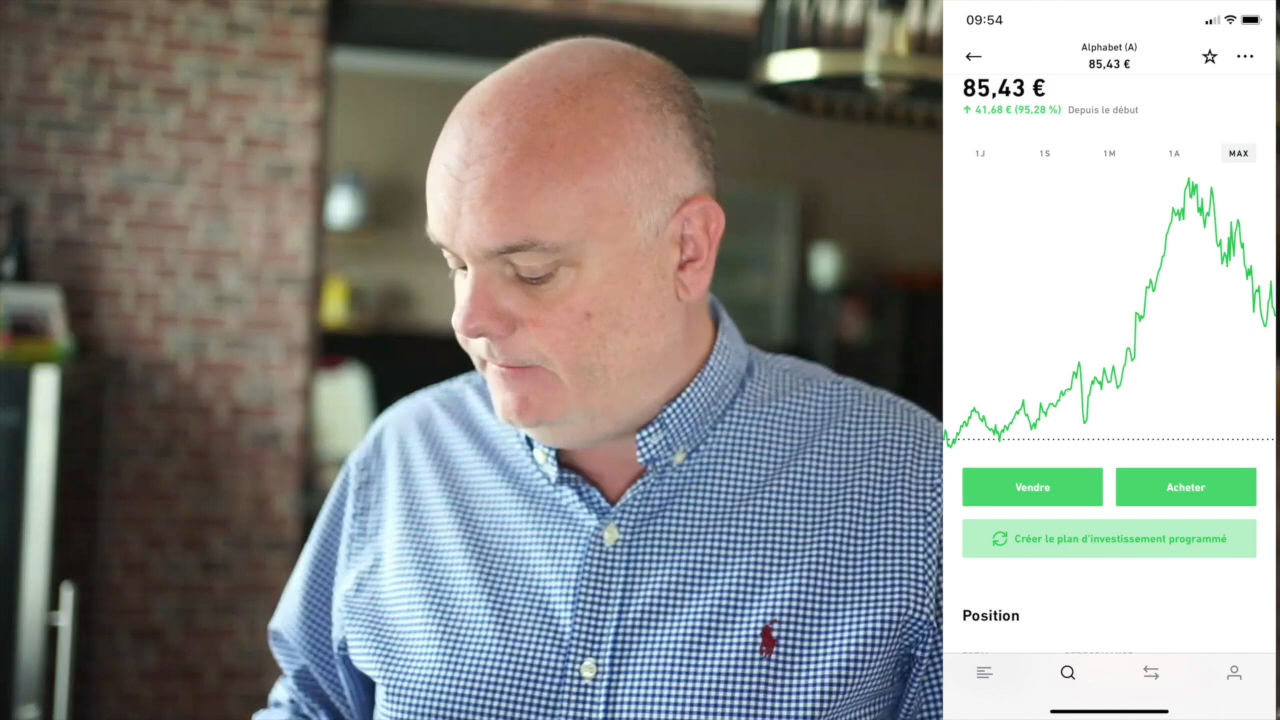 09:54
Alphabet (A)
85,43 €
85,43 €
41,68 € (95,28 %) Depuis le début
1J 1S 1M 1A MAX
Vendre Acheter
Créer le plan d'investissement programmé
Position